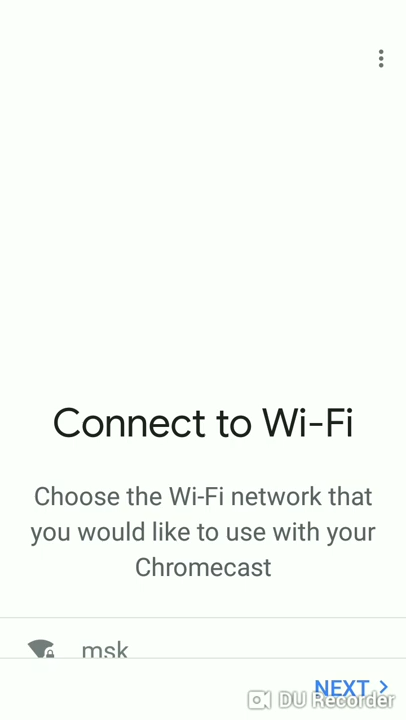 Connect to Wi-Fi
Choose the Wi-Fi network that
you would like to use with your
Chromecast
msk
NEXT
DU Recorder